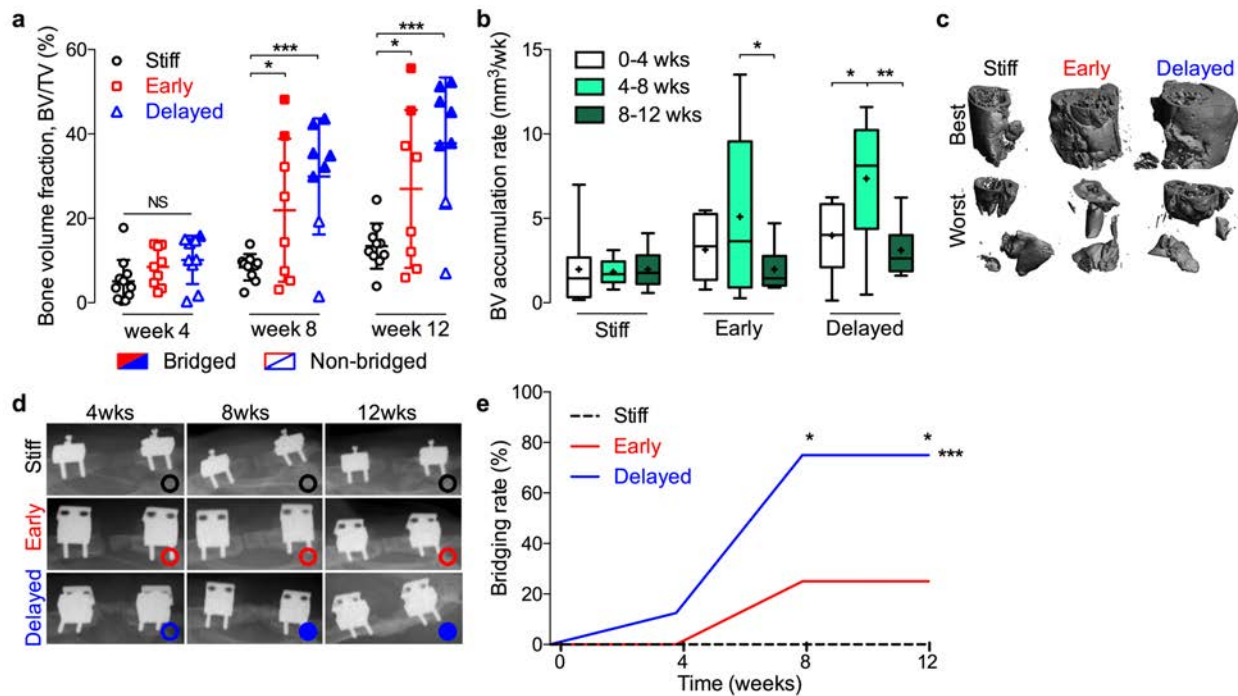 a
Bone volume fraction, BV/TV (%)
60
40
20
0
Stiff
Early
Delayed
NS
*
***
*
***
week 4
week 8
week 12
Bridged
Non-bridged
b
BV accumulation rate (mm³/wk)
15
10
5
0
0-4 wks
4-8 wks
8-12 wks
*
*
**
Stiff
Early
Delayed
c
Stiff
Early
Delayed
Best
Worst
d
4wks
8wks
12wks
Stiff
Early
Delayed
e
Bridging rate (%)
100
80
60
40
20
0
Stiff
Early
Delayed
*
*
***
0
4
8
12
Time (weeks)